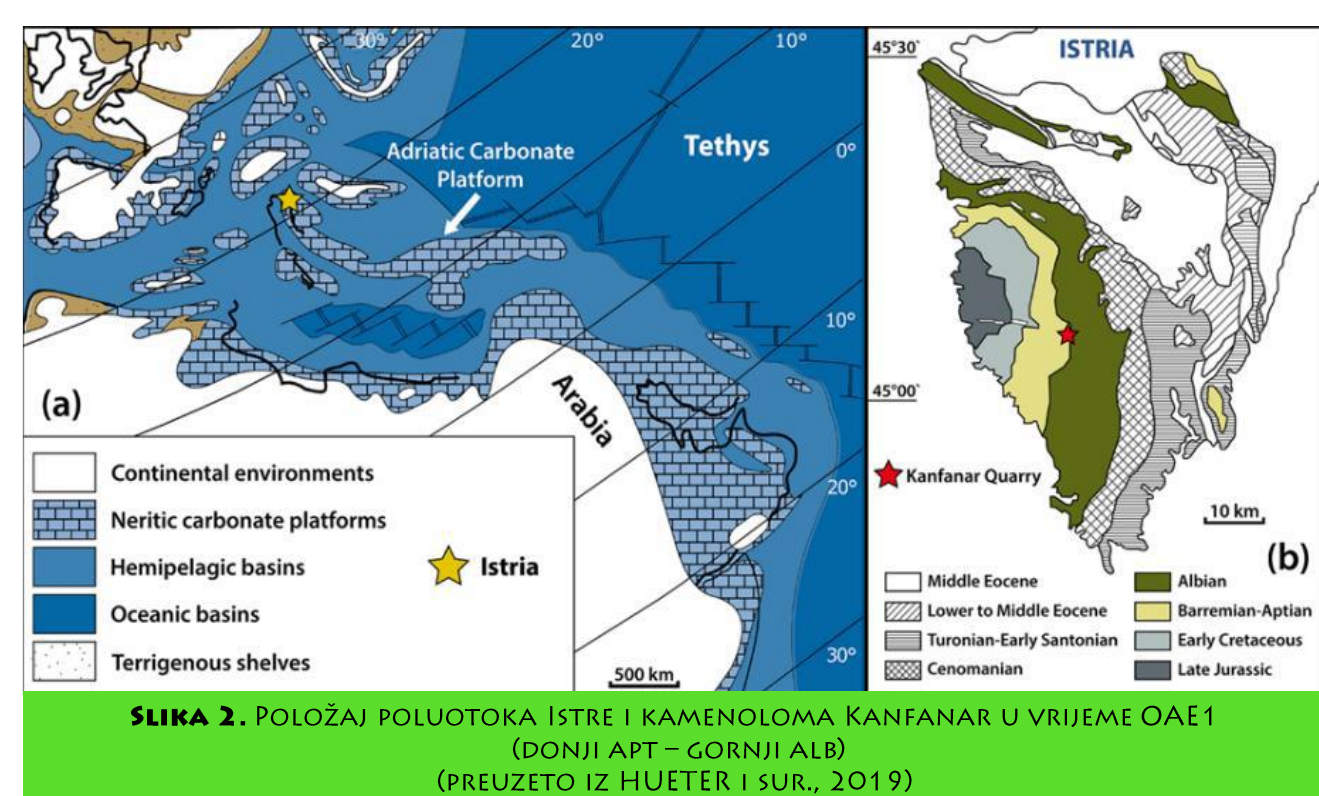 30°
20°
10°
Tethys
0°
Adriatic Carbonate
Platform
10°
Arabia
(a)
20°
30°
Continental environments
Neritic carbonate platforms
Hemipelagic basins
Oceanic basins
Terrigenous shelves
Istria
500 km
45°30`
ISTRIA
45°00`
Kanfanar Quarry
10 km
(b)
Middle Eocene
Lower to Middle Eocene
Turonian-Early Santonian
Cenomanian
Albian
Barremian-Aptian
Early Cretaceous
Late Jurassic
SLIKA 2. POLOŽAJ POLUOTOKA ISTRE I KAMENOLOMA KANFANAR U VRIJEME OAE1
(DONJI APT – GORNJI ALB)
(PREUZETO IZ HUETER I SUR., 2019)